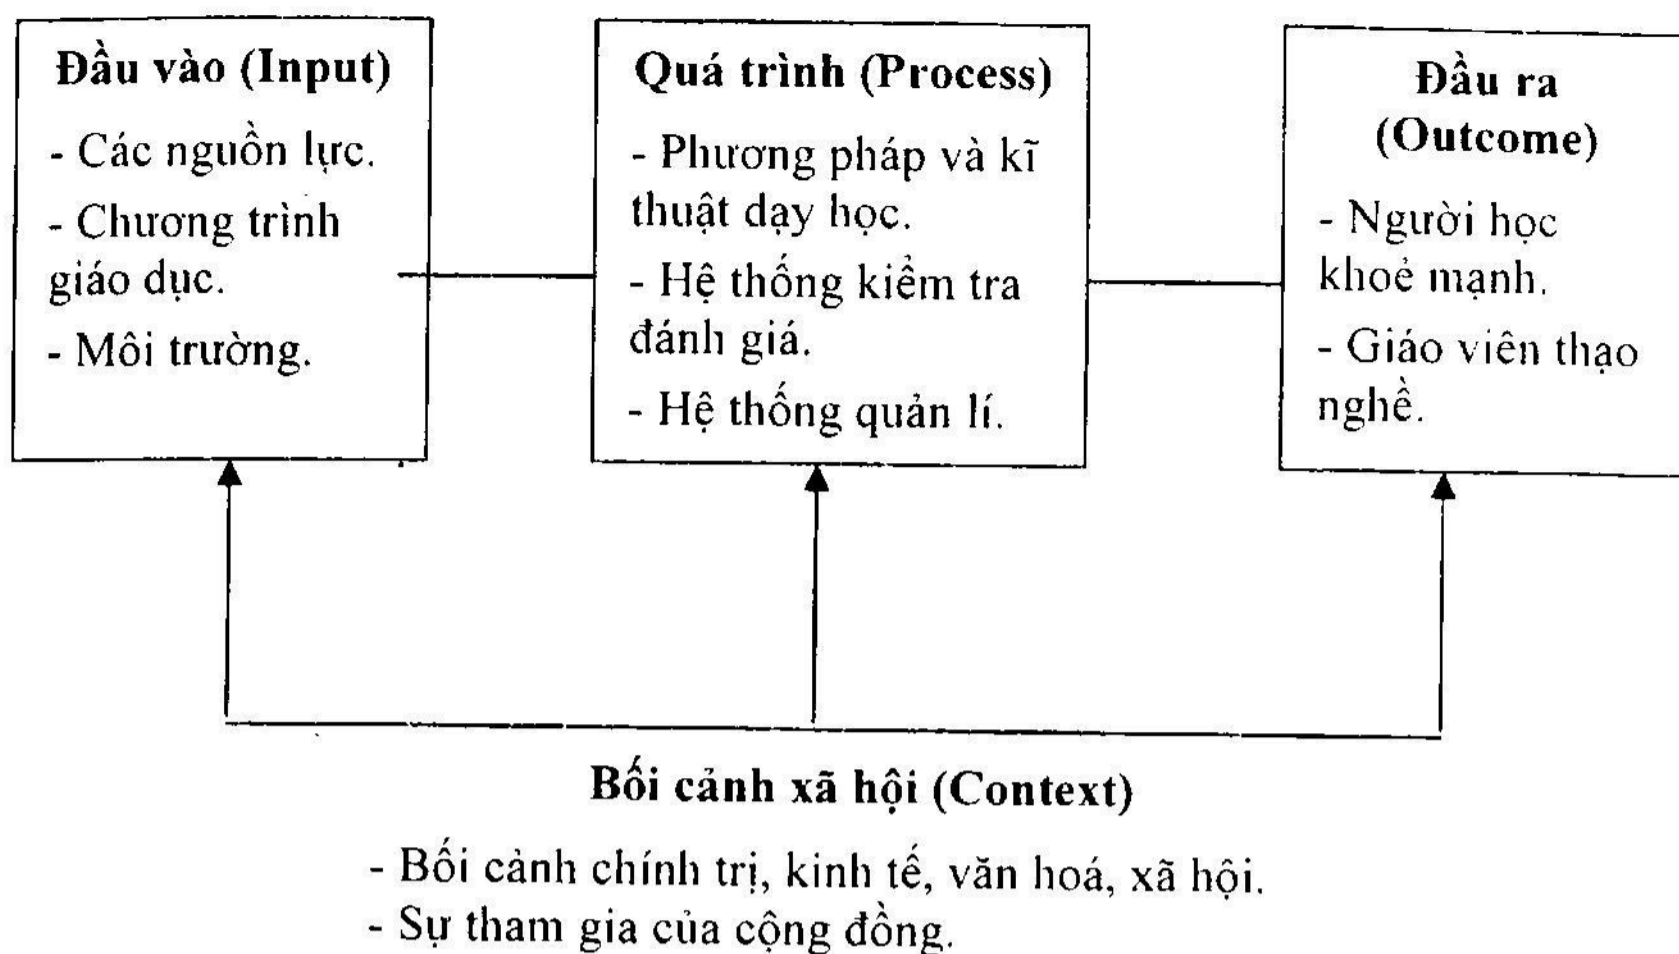 Đầu vào (Input)
- Các nguồn lực.
- Chương trình
giáo dục.
- Môi trường.
Quá trình (Process)
- Phương pháp và kĩ
thuật dạy học.
- Hệ thống kiểm tra
đánh giá.
- Hệ thống quản lí.
Đầu ra
(Outcome)
- Người học
khoẻ mạnh.
- Giáo viên thạo
nghề.
Bối cảnh xã hội (Context)
- Bối cảnh chính trị, kinh tế, văn hoá, xã hội.
- Sự tham gia của cộng đồng.